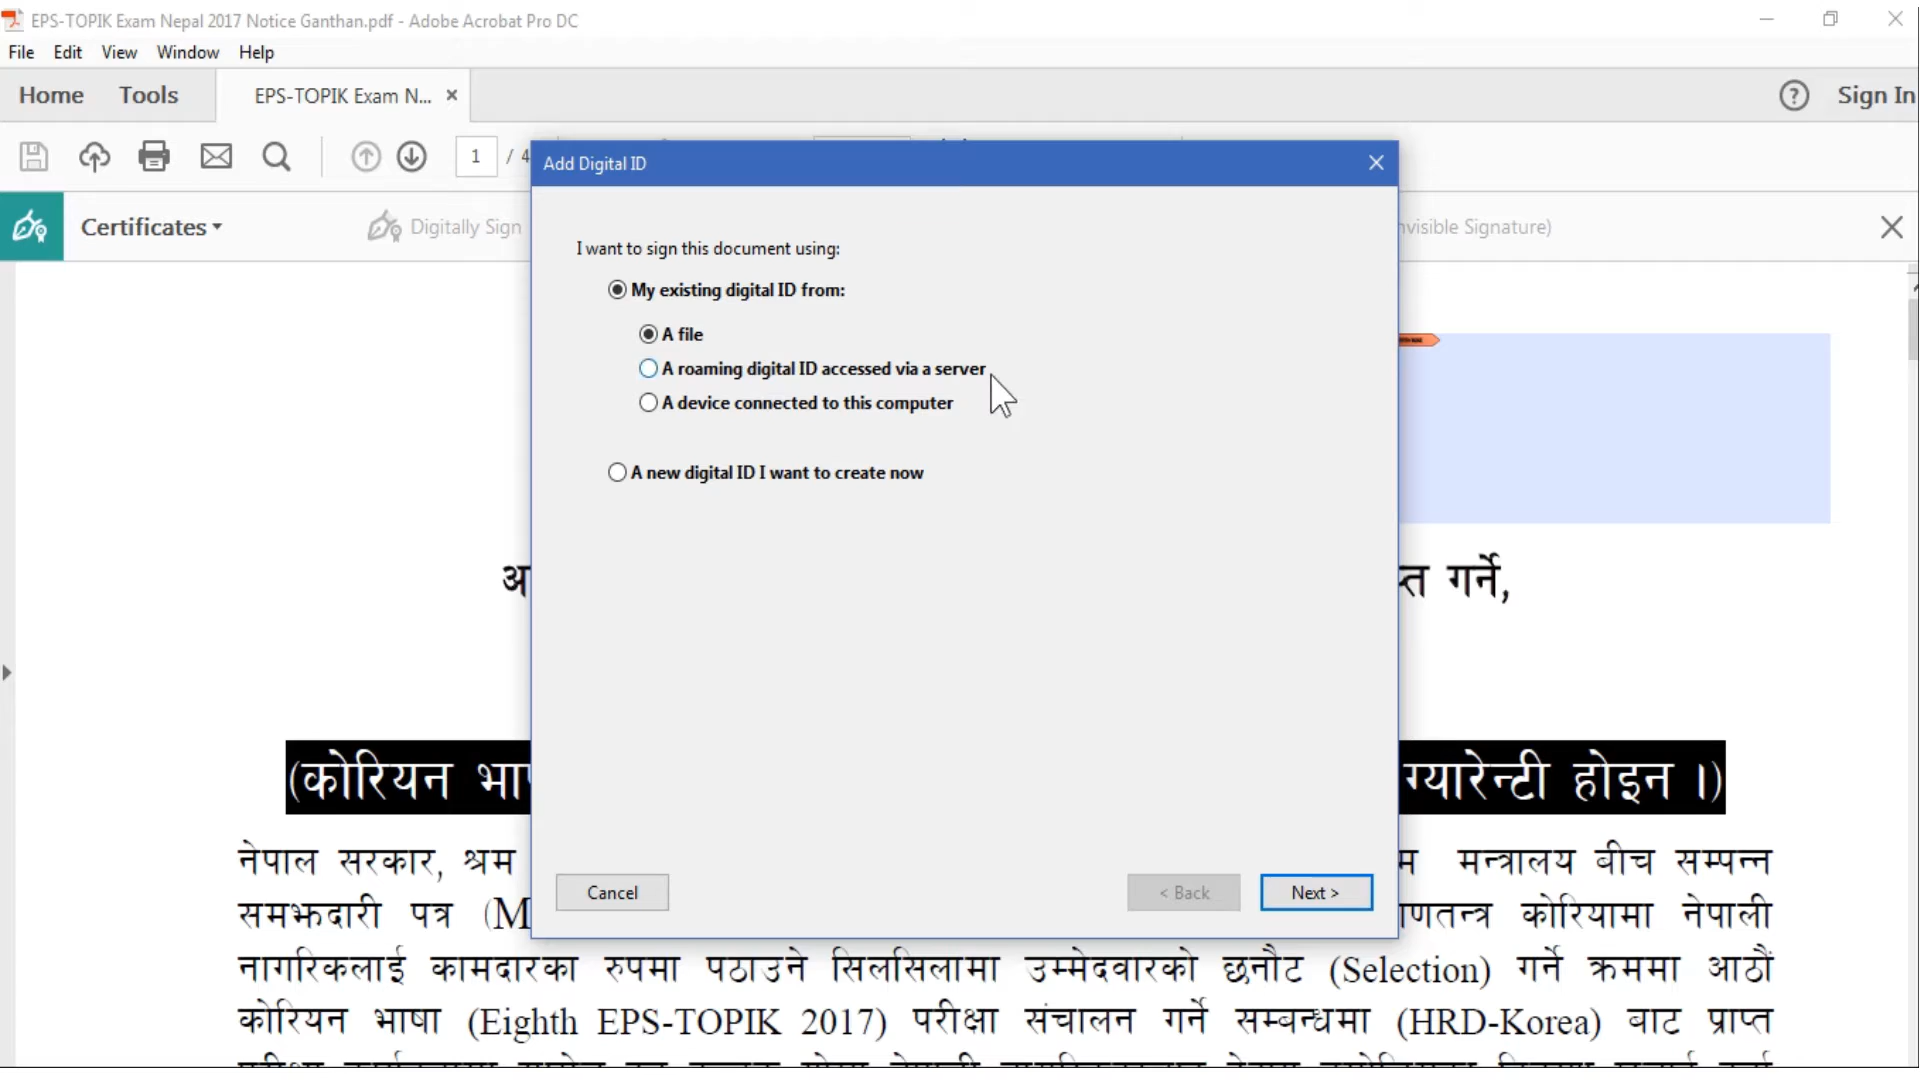 EPS-TOPIK Exam Nepal 2017 Notice Ganthan.pdf - Adobe Acrobat Pro DC
File Edit View Window Help
Home Tools EPS-TOPIK Exam N... × Sign In
1 / 4
Add Digital ID
Certificates Digitally Sign nvisible Signature)
I want to sign this document using:
My existing digital ID from:
A file
A roaming digital ID accessed via a server
A device connected to this computer
A new digital ID I want to create now
प्त गर्ने,
(कोरियन ग्यारेन्टी होइन ।)
नेपाल सरकार, श्रम म मन्त्रालय बीच सम्पन्न
Cancel < Back Next >
समझदारी पत्र (M कोरियामा नेपाली
नागरिकलाई कामदारका रुपमा पठाउने सिलसिलामा उम्मेदवारको छनौट (Selection) गर्ने क्रममा आठौं
कोरियन भाषा (Eighth EPS-TOPIK 2017) परीक्षा संचालन गर्ने सम्बन्धमा (HRD-Korea) बाट प्राप्त